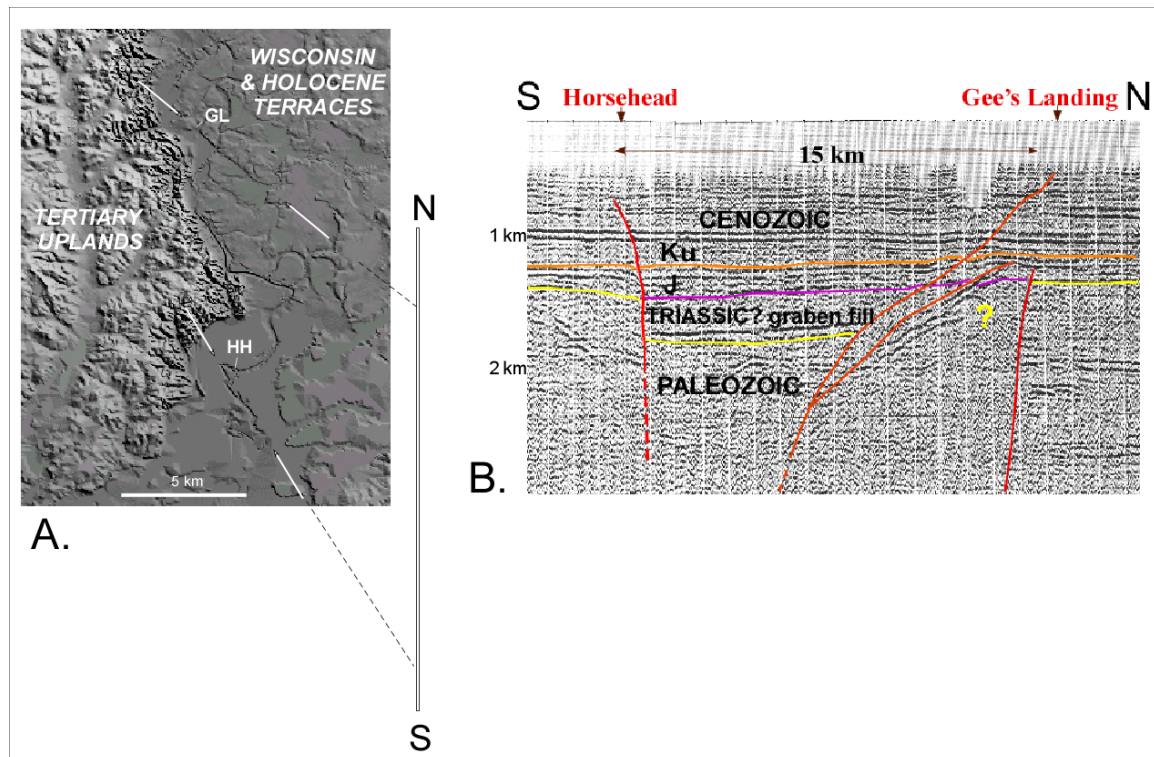 WISCONSIN
& HOLOCENE
TERRACES
GL
TERTIARY
UPLANDS
HH
5 km
A.
N
S
S Horsehead Gee's Landing N
15 km
CENOZOIC
1 km
Ku
J
TRIASSIC? graben fill
?
2 km
PALEOZOIC
B.